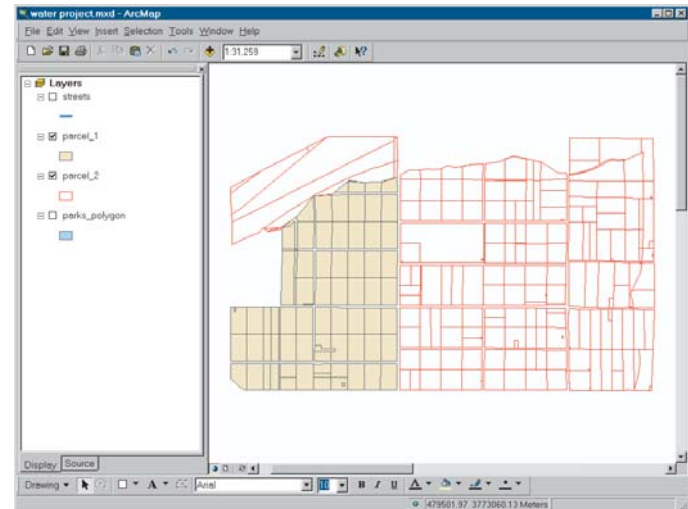 water project.mxd - ArcMap
File Edit View Insert Selection Tools Window Help
1:31,259
Layers
streets
parcel_1
parcel_2
parks_polygon
Display Source
Drawing A Arial 10 B I U A
479501.97 3773060.13 Meters